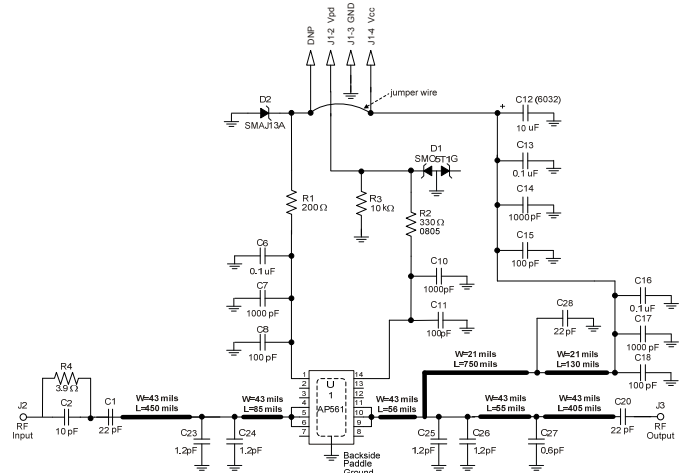 DNP
J1-2 Vpd
J1-3 GND
J1-4 Vcc
jumper wire
D2
SMAJ13A
+
C12 (6032)
10 uF
C13
0.1 uF
C14
1000pF
C15
100 pF
D1
SMC5T1G
R1
200Ω
R3
10 kΩ
R2
330Ω
0805
C6
0.1uF
C7
1000 pF
C8
100 pF
C10
1000pF
C11
100pF
C28
22 pF
C16
0.1uF
C17
1000 pF
C18
100 pF
W=21 mils
L=750 mil
W=21 mils
L=130 mil
R4
3.9Ω
J2
RF
Input
C2
10 pF
C1
22 pF
W=43 mils
L=450 mils
C23
1.2pF
C24
1.2pF
W=43 mils
L=85 mils
1
2
3
4
5
6
7
14
13
12
11
10
9
8
U
1
AP561
Backside
Paddle
Ground
W=43 mils
L=56 mils
C25
1.2pF
C26
1.2pF
W=43 mils
L=55 mils
C27
0.6pF
W=43 mils
L=405 mils
C20
22 pF
J3
RF
Output